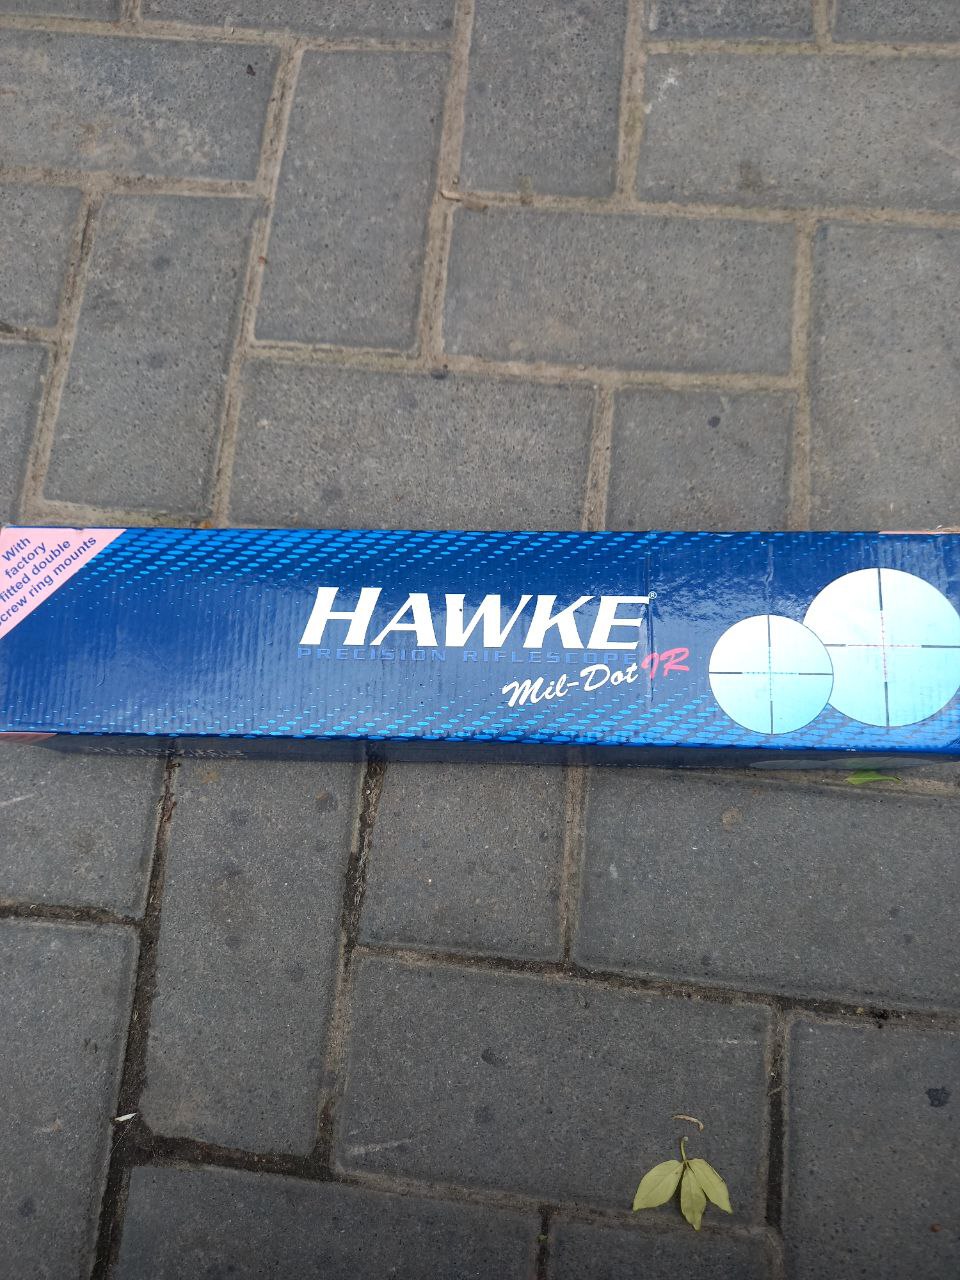 With
factory
fitted double
screw ring mounts
HAWKE®
PRECISION RIFLESCOPE
Mil-Dot IR